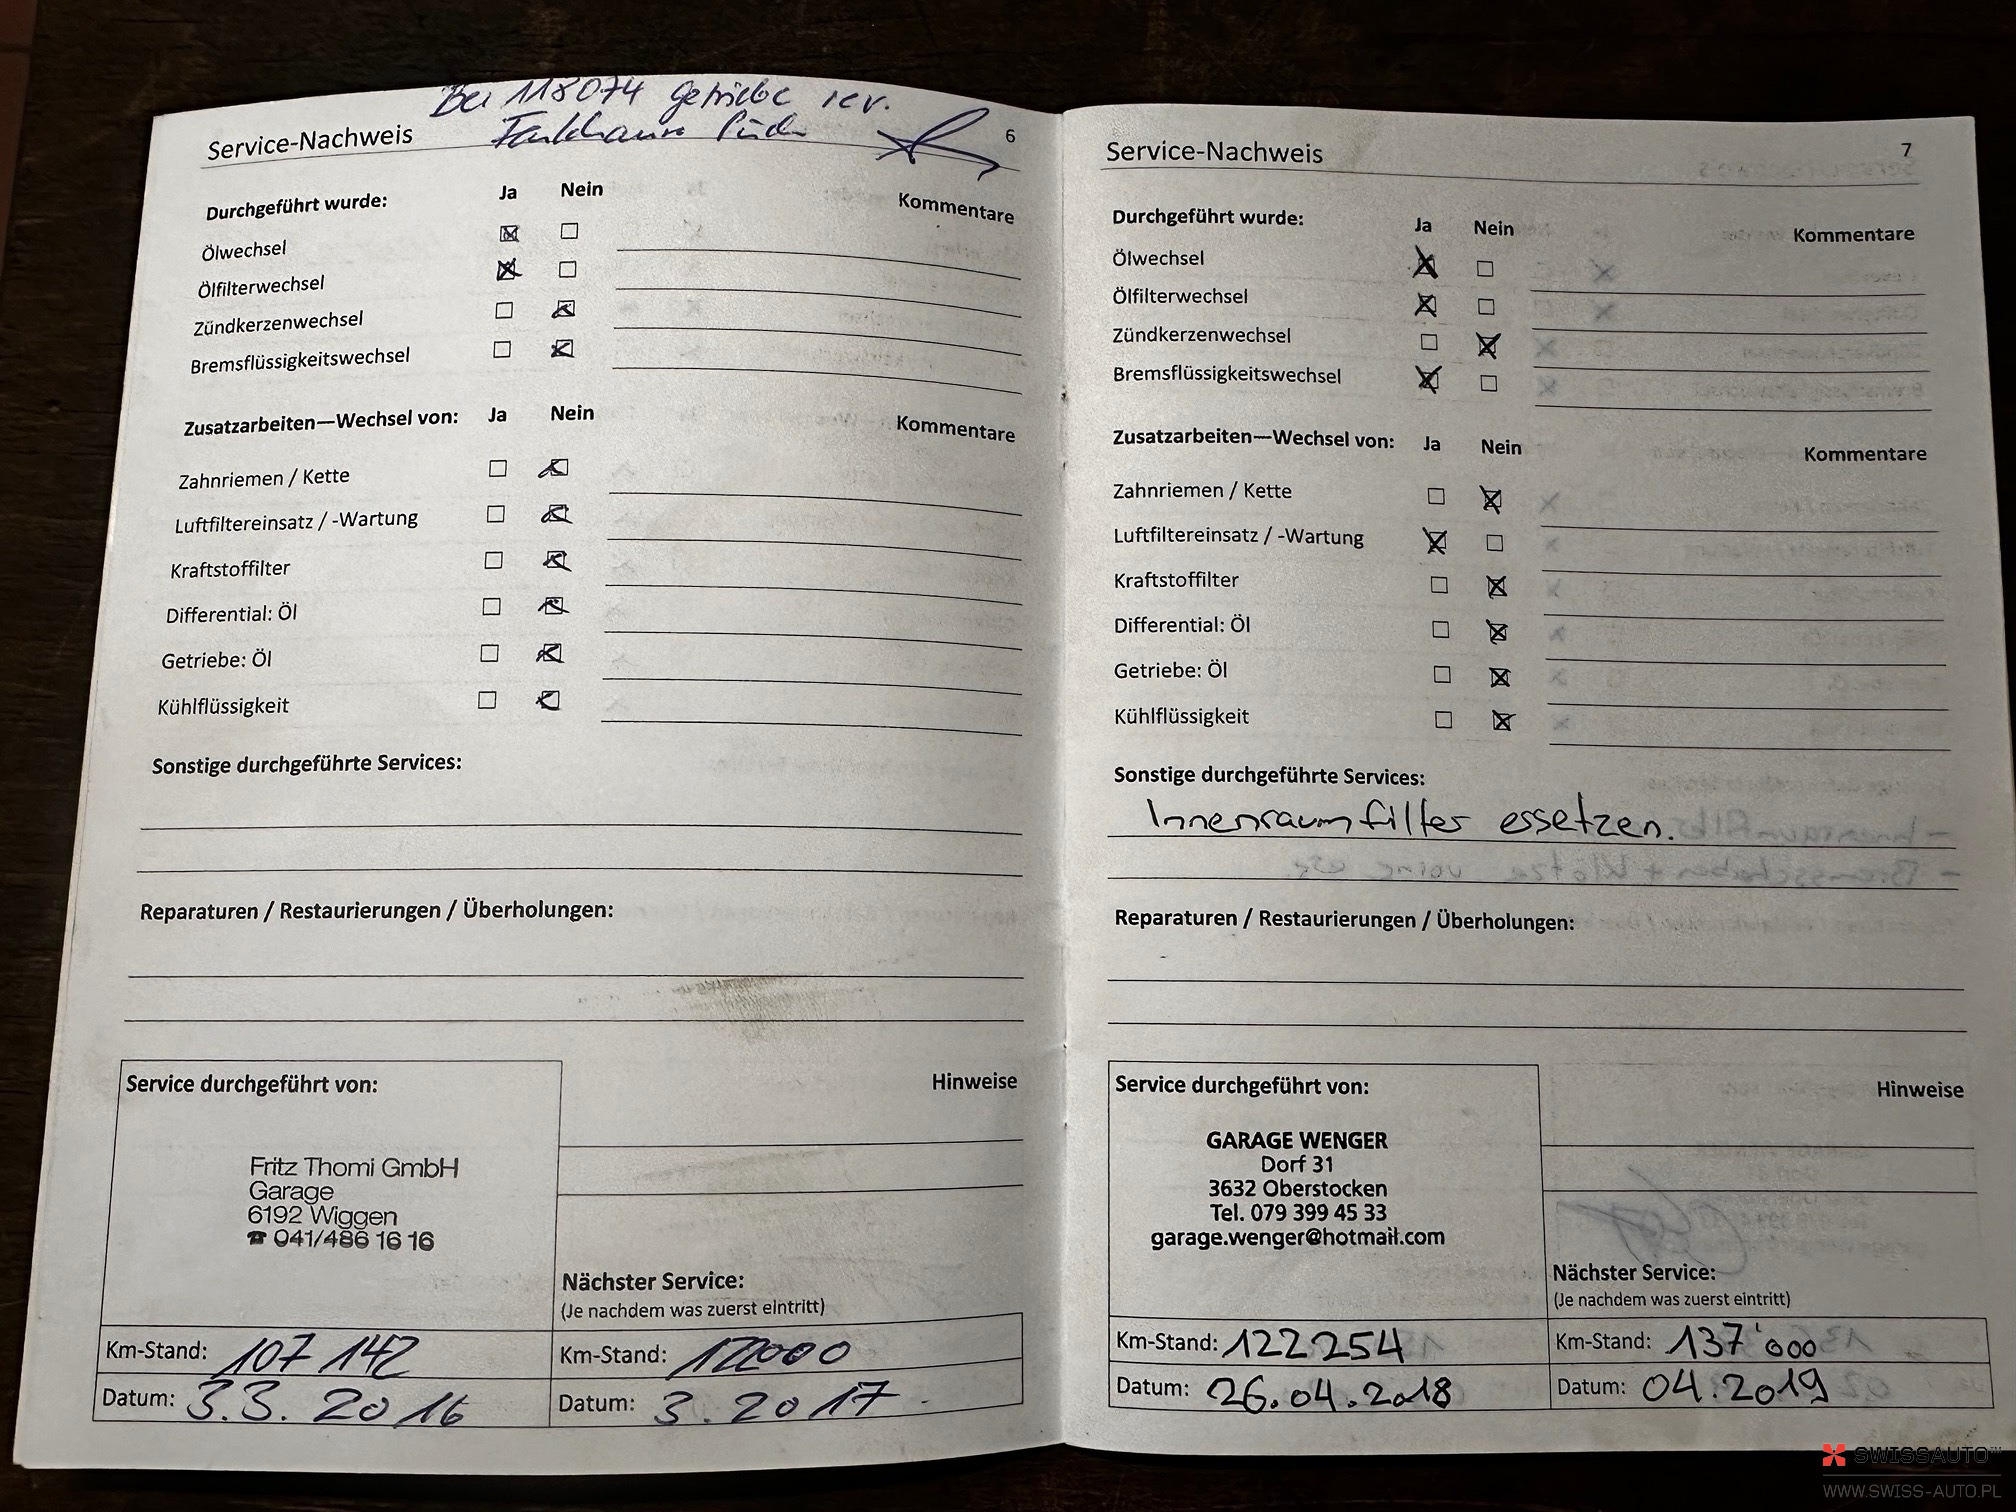 Bei 118074 getriebe rev.
Service-Nachweis
6
Durchgeführt wurde: Ja Nein Kommentare
Ölwechsel
Ölfilterwechsel
Zündkerzenwechsel
Bremsflüssigkeitswechsel
Zusatzarbeiten—Wechsel von: Ja Nein Kommentare
Zahnriemen / Kette
Luftfiltereinsatz / -Wartung
Kraftstoffilter
Differential: Öl
Getriebe: Öl
Kühlflüssigkeit
Sonstige durchgeführte Services:
Reparaturen / Restaurierungen / Überholungen:
Service durchgeführt von:
Hinweise
Fritz Thomi GmbH
Garage
6192 Wiggen
☎ 041/486 16 16
Nächster Service:
(Je nachdem was zuerst eintritt)
Km-Stand: 107 142 Km-Stand:
Datum: 3.3. 2016 Datum: 3. 2017
Service-Nachweis 7
Durchgeführt wurde: Ja Nein Kommentare
Ölwechsel
Ölfilterwechsel
Zündkerzenwechsel
Bremsflüssigkeitswechsel
Zusatzarbeiten—Wechsel von: Ja Nein Kommentare
Zahnriemen / Kette
Luftfiltereinsatz / -Wartung
Kraftstoffilter
Differential: Öl
Getriebe: Öl
Kühlflüssigkeit
Sonstige durchgeführte Services:
Innenraumfilter essetzen.
Reparaturen / Restaurierungen / Überholungen:
Service durchgeführt von:
Hinweise
GARAGE WENGER
Dorf 31
3632 Oberstocken
Tel. 079 399 45 33
garage.wenger@hotmail.com
Nächster Service:
(Je nachdem was zuerst eintritt)
Km-Stand: 122254 Km-Stand: 137'000
Datum: 26.04.2018 Datum: 04.2019
SWISSAUTO
WWW.SWISS-AUTO.PL